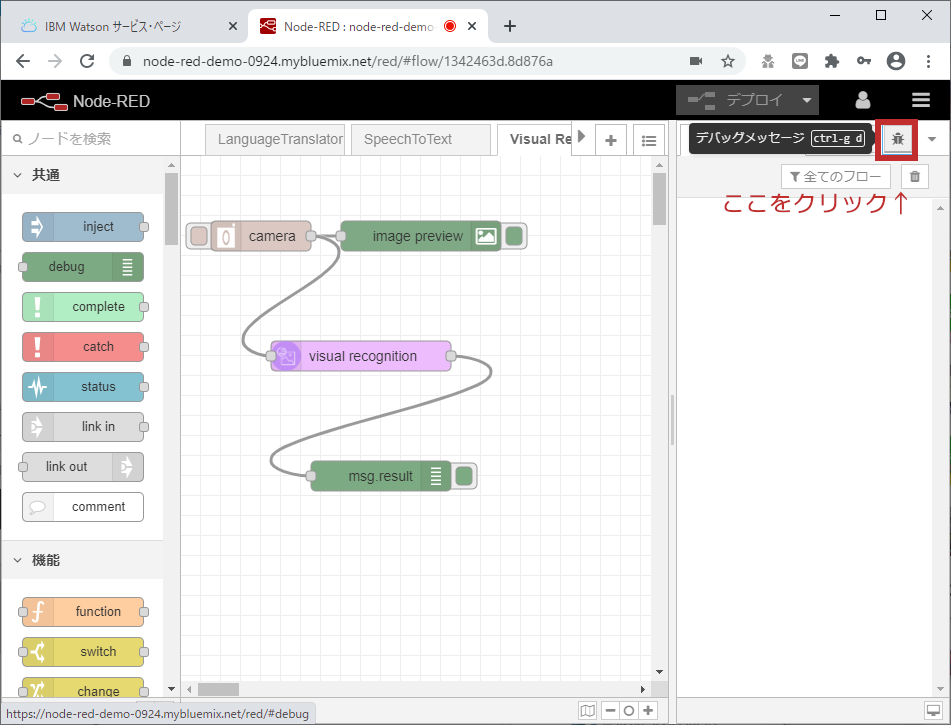 IBM Watson サービス・ページ
Node-RED : node-red-demo
node-red-demo-0924.mybluemix.net/red/#flow/1342463d.8d876a
Node-RED
デプロイ
ノードを検索
LanguageTranslator
SpeechToText
Visual Re
デバッグメッセージ ctrl-g d
共通
全てのフロー
ここをクリック↑
inject
camera
image preview
debug
complete
catch
visual recognition
status
link in
link out
msg.result
comment
機能
function
switch
change
https://node-red-demo-0924.mybluemix.net/red/#debug